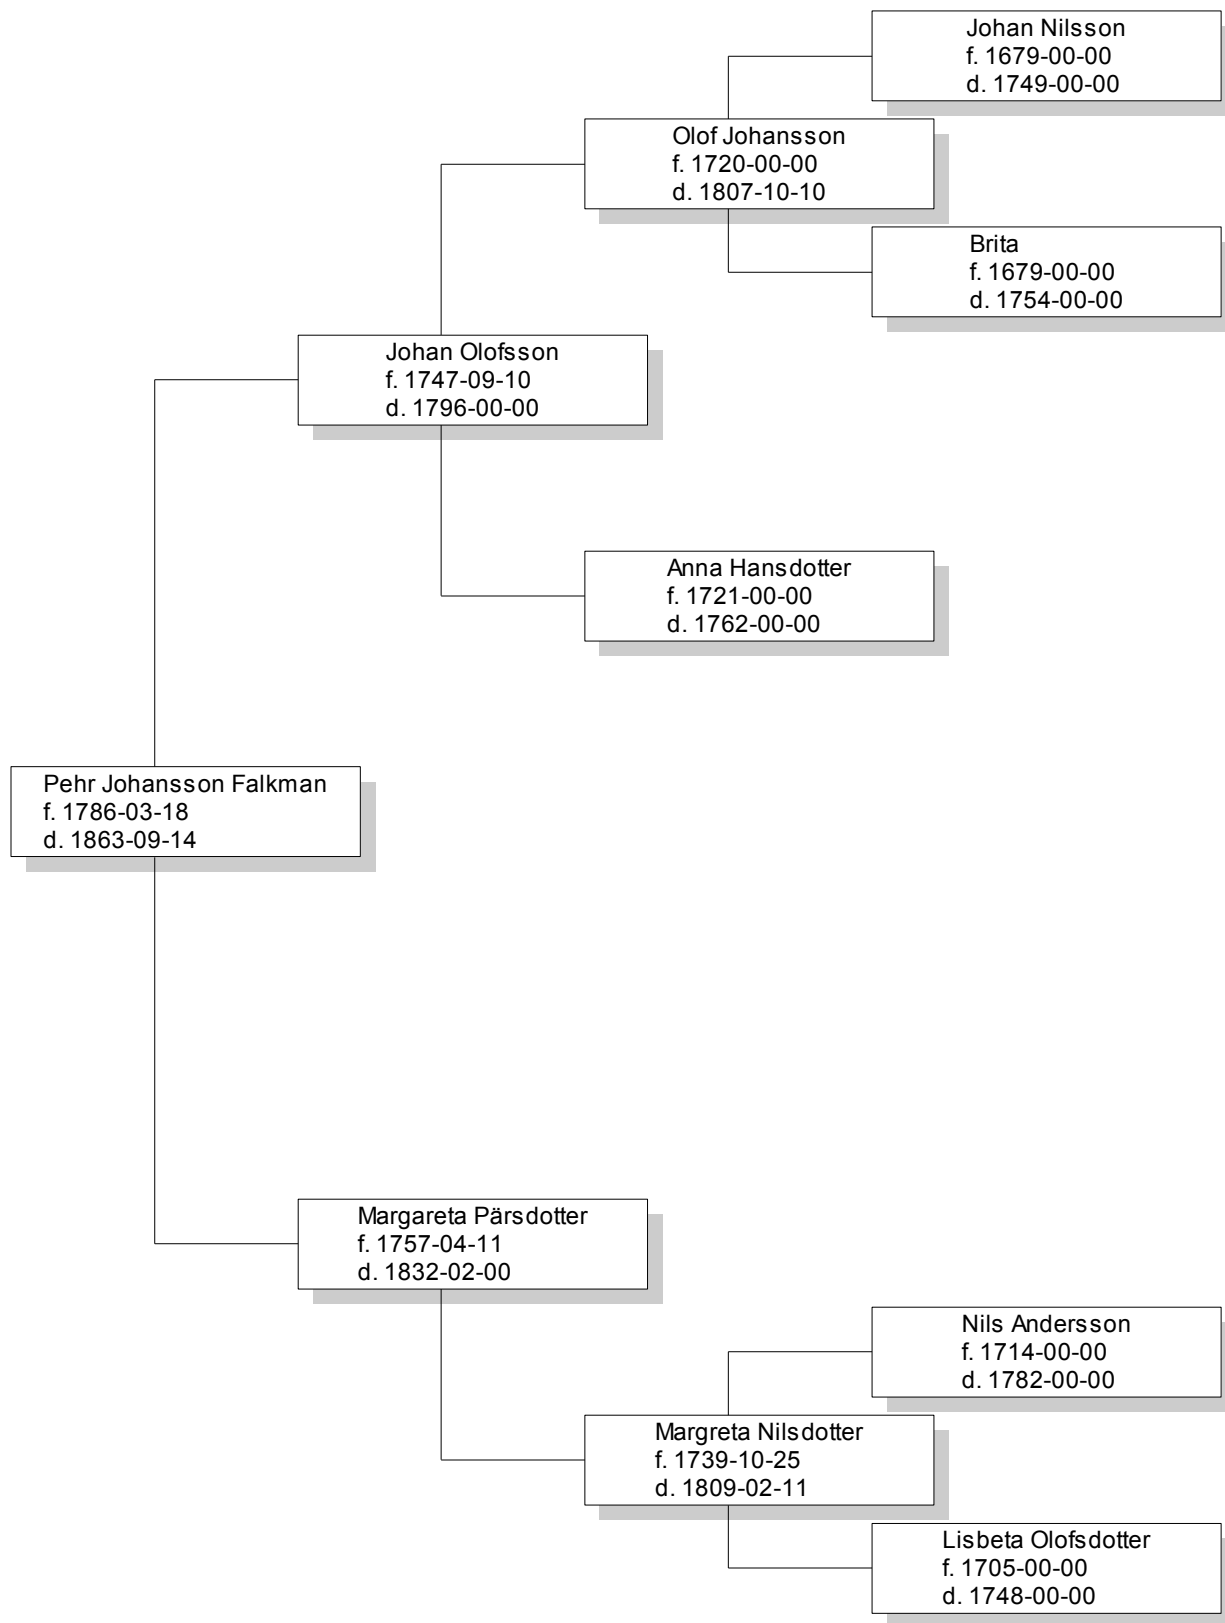 Johan Nilsson
f. 1679-00-00
d. 1749-00-00
Olof Johansson
f. 1720-00-00
d. 1807-10-10
Brita
f. 1679-00-00
d. 1754-00-00
Johan Olofsson
f. 1747-09-10
d. 1796-00-00
Anna Hansdotter
f. 1721-00-00
d. 1762-00-00
Pehr Johansson Falkman
f. 1786-03-18
d. 1863-09-14
Margareta Pärsdotter
f. 1757-04-11
d. 1832-02-00
Nils Andersson
f. 1714-00-00
d. 1782-00-00
Margreta Nilsdotter
f. 1739-10-25
d. 1809-02-11
Lisbeta Olofsdotter
f. 1705-00-00
d. 1748-00-00